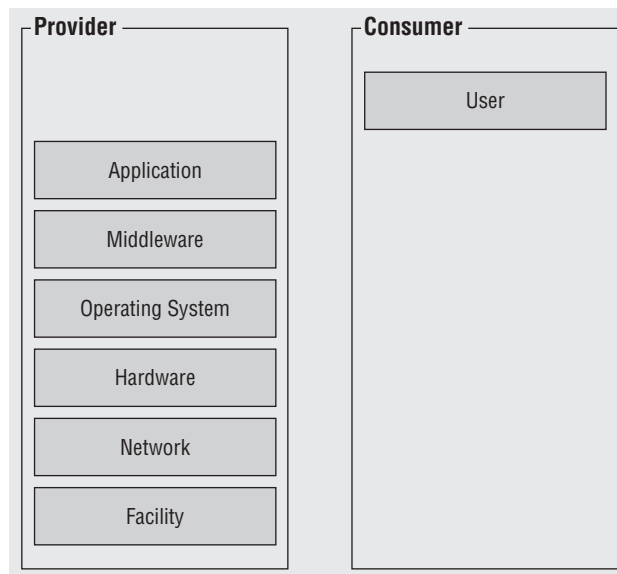 Provider
Consumer
User
Application
Middleware
Operating System
Hardware
Network
Facility